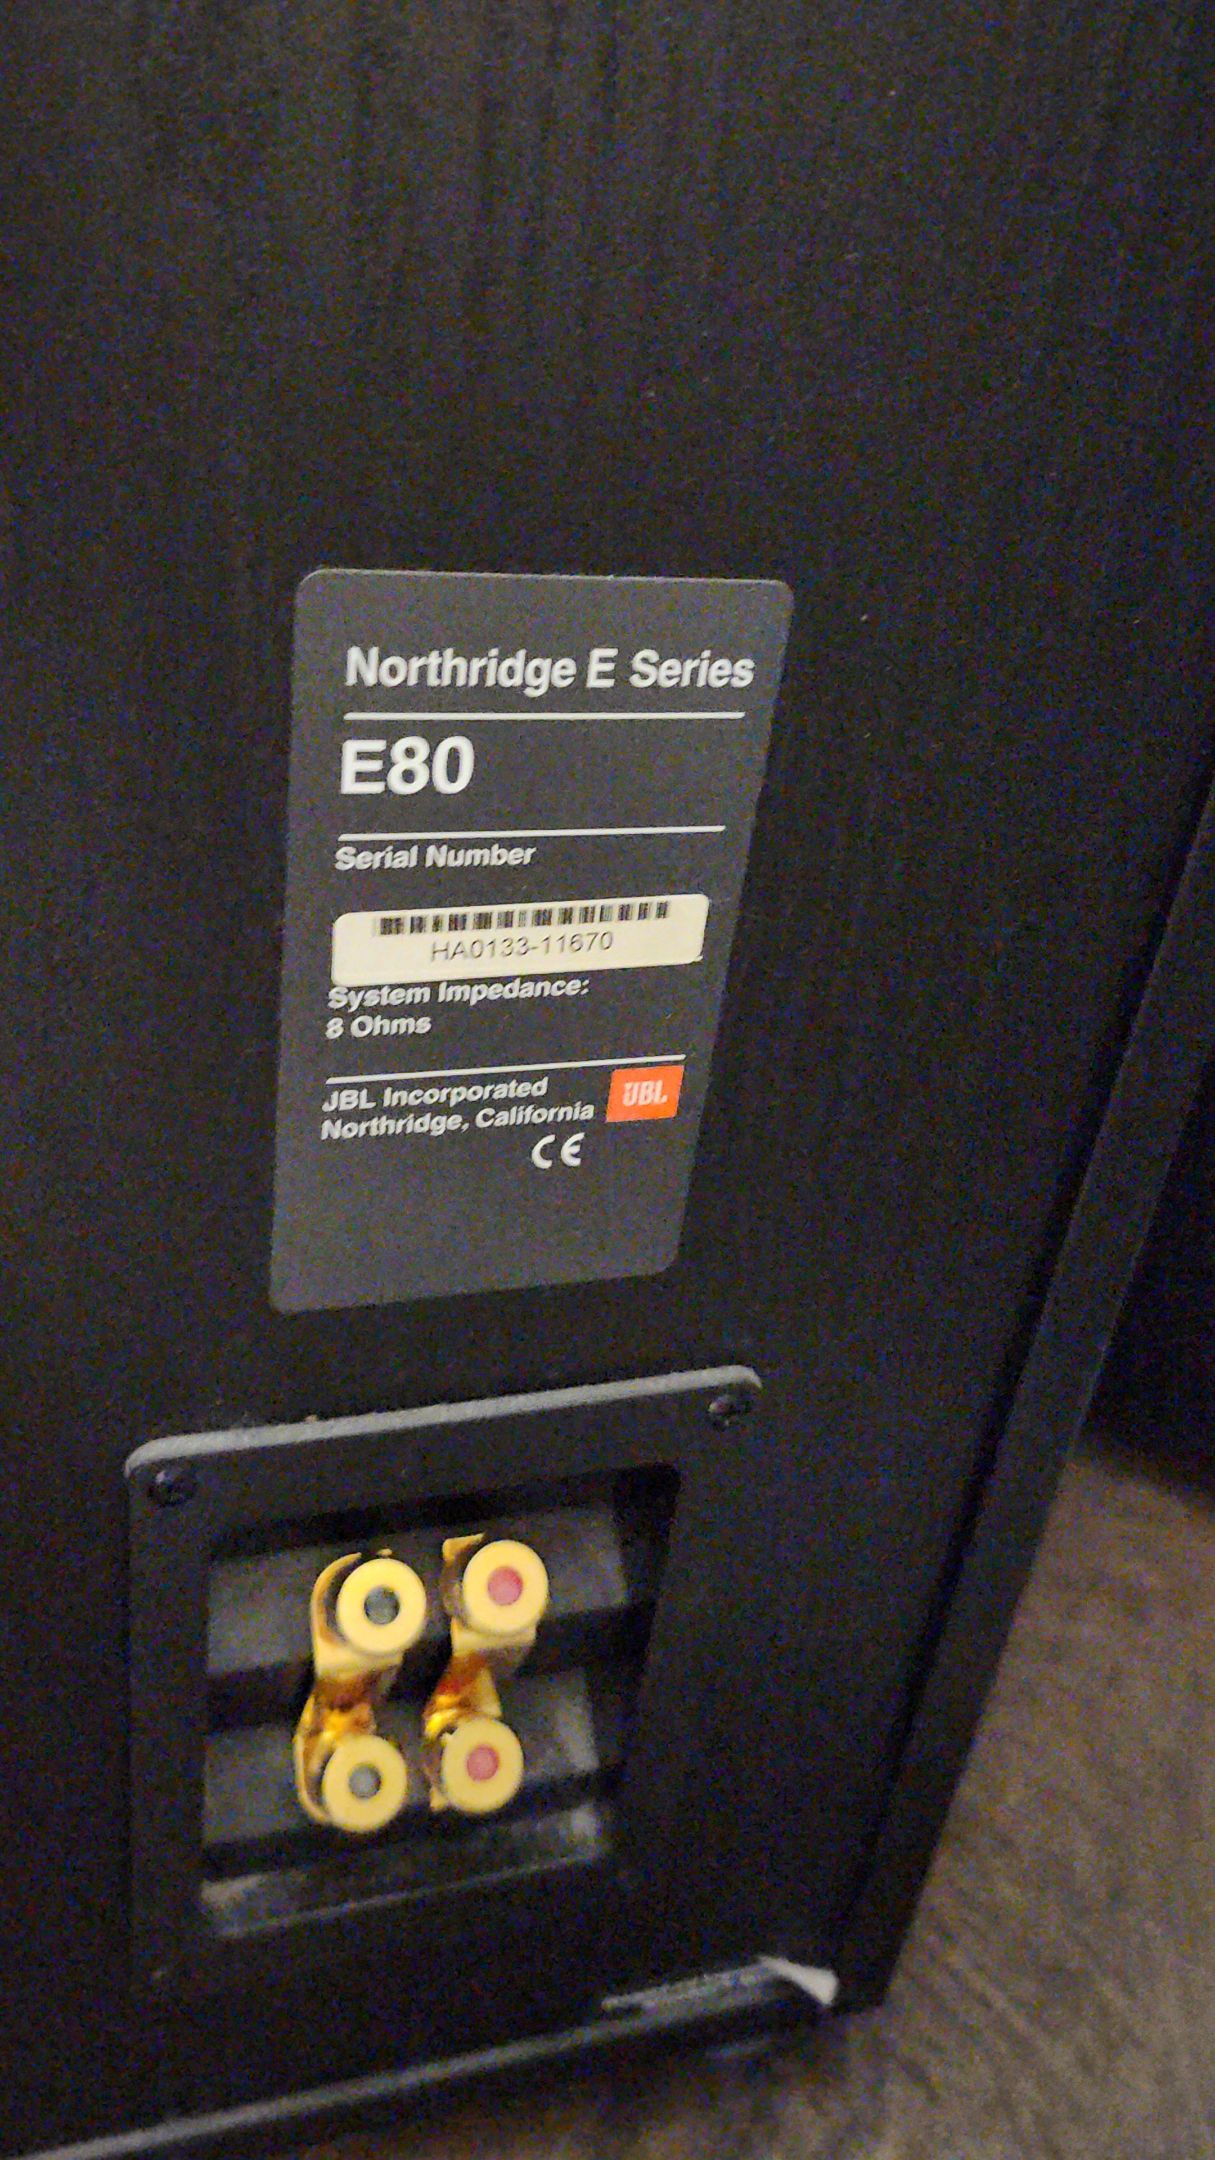 Northridge E Series
E80
Serial Number
HA0133-11670
System Impedance:
8 Ohms
JBL Incorporated
Northridge, California
JBL
CE